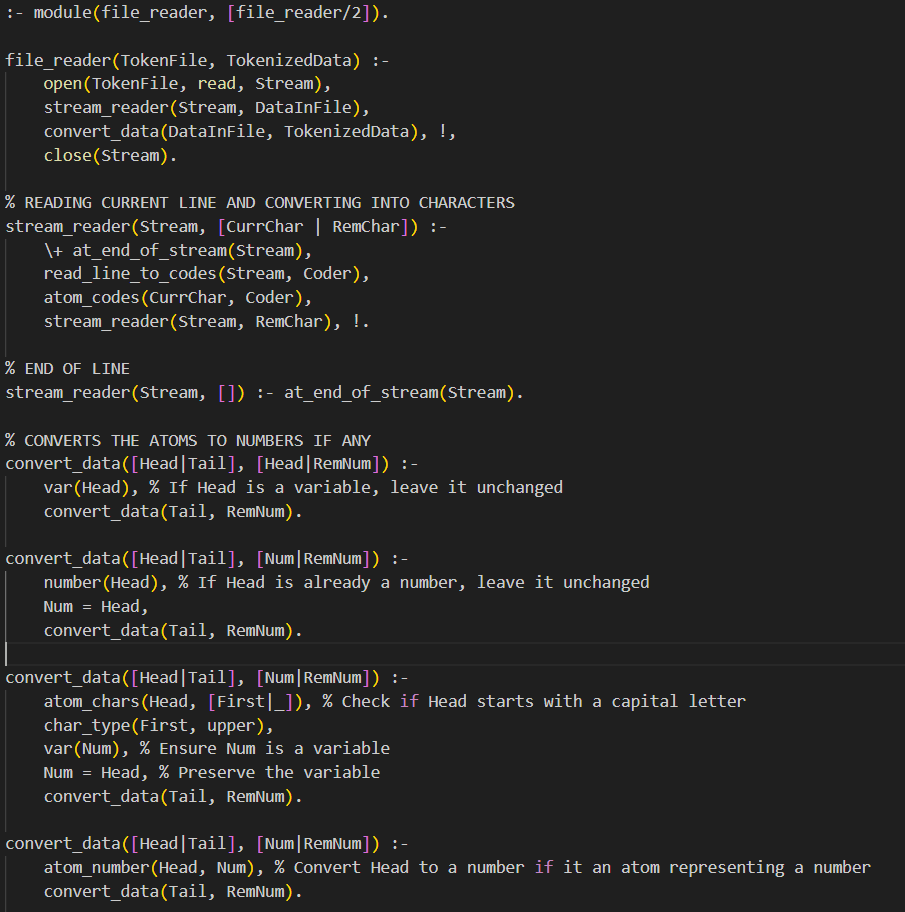 :- module(file_reader, [file_reader/2]).
file_reader(TokenFile, TokenizedData) :-
open(TokenFile, read, Stream),
stream_reader(Stream, DataInFile),
convert_data(DataInFile, TokenizedData), !,
close(Stream).
% READING CURRENT LINE AND CONVERTING INTO CHARACTERS
stream_reader(Stream, [CurrChar | RemChar]) :-
\+ at_end_of_stream(Stream),
read_line_to_codes(Stream, Coder),
atom_codes(CurrChar, Coder),
stream_reader(Stream, RemChar), !.
% END OF LINE
stream_reader(Stream, []) :- at_end_of_stream(Stream).
% CONVERTS THE ATOMS TO NUMBERS IF ANY
convert_data([Head|Tail], [Head|RemNum]) :-
var(Head), % If Head is a variable, leave it unchanged
convert_data(Tail, RemNum).
convert_data([Head|Tail], [Num|RemNum]) :-
number(Head), % If Head is already a number, leave it unchanged
Num = Head,
convert_data(Tail, RemNum).
convert_data([Head|Tail], [Num|RemNum]) :-
atom_chars(Head, [First|_]), % Check if Head starts with a capital letter
char_type(First, upper),
var(Num), % Ensure Num is a variable
Num = Head, % Preserve the variable
convert_data(Tail, RemNum).
convert_data([Head|Tail], [Num|RemNum]) :-
atom_number(Head, Num), % Convert Head to a number if it an atom representing a number
convert_data(Tail, RemNum).